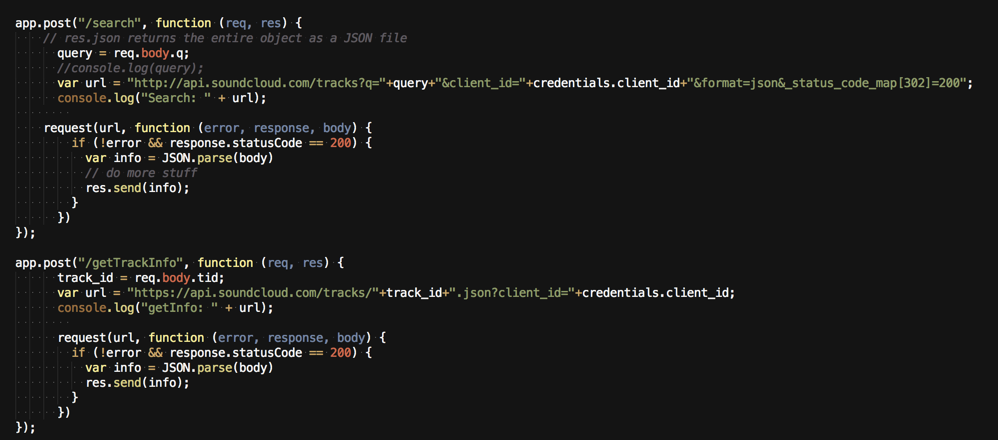 app.post("/search", function (req, res) {
// res.json returns the entire object as a JSON file
query = req.body.q;
//console.log(query);
var url = "http://api.soundcloud.com/tracks?q="+query+"&client_id="+credentials.client_id+"&format=json&_status_code_map[302]=200";
console.log("Search: " + url);
request(url, function (error, response, body) {
if (!error && response.statusCode == 200) {
var info = JSON.parse(body)
// do more stuff
res.send(info);
}
})
});
app.post("/getTrackInfo", function (req, res) {
track_id = req.body.tid;
var url = "https://api.soundcloud.com/tracks/"+track_id+".json?client_id="+credentials.client_id;
console.log("getInfo: " + url);
request(url, function (error, response, body) {
if (!error && response.statusCode == 200) {
var info = JSON.parse(body)
res.send(info);
}
})
});